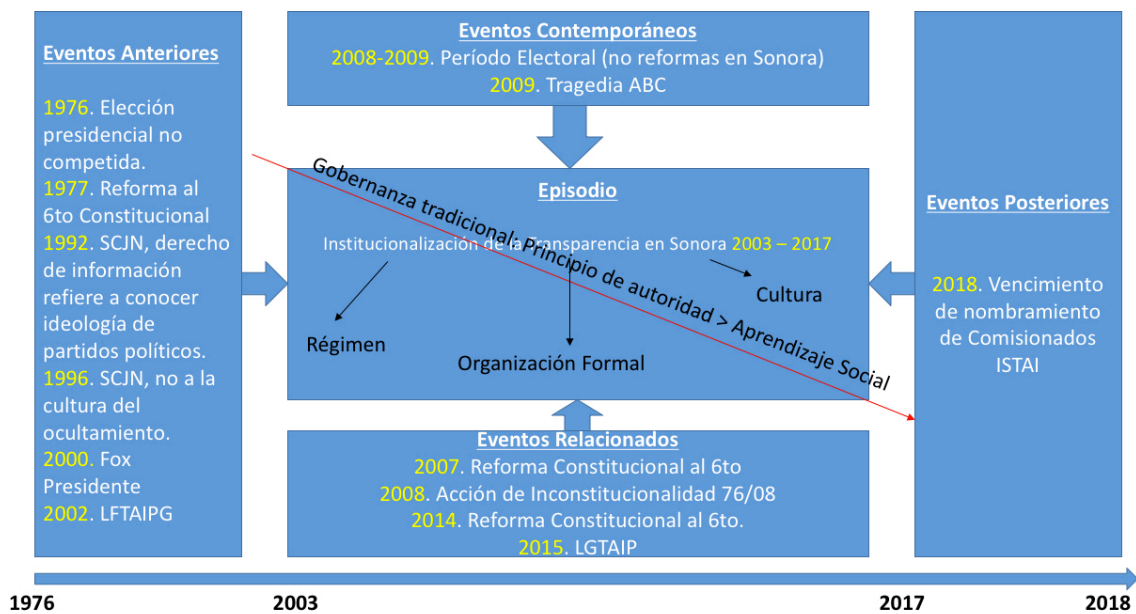 Eventos Anteriores
1976. Elección
presidencial no
competida.
1977. Reforma al
6to Constitucional
1992. SCJN, derecho
de información
refiere a conocer
ideología de
partidos políticos.
1996. SCJN, no a la
cultura del
ocultamiento.
2000. Fox
Presidente
2002. LFTAIPG
Eventos Contemporáneos
2008-2009. Período Electoral (no reformas en Sonora)
2009. Tragedia ABC
Episodio
Institucionalización de la Transparencia en Sonora 2003 – 2017
Régimen
Organización Formal
Cultura
Gobernanza tradicional: Principio de autoridad > Aprendizaje Social
Eventos Relacionados
2007. Reforma Constitucional al 6to
2008. Acción de Inconstitucionalidad 76/08
2014. Reforma Constitucional al 6to.
2015. LGTAIP
Eventos Posteriores
2018. Vencimiento
de nombramiento
de Comisionados
ISTAI
1976
2003
2017
2018